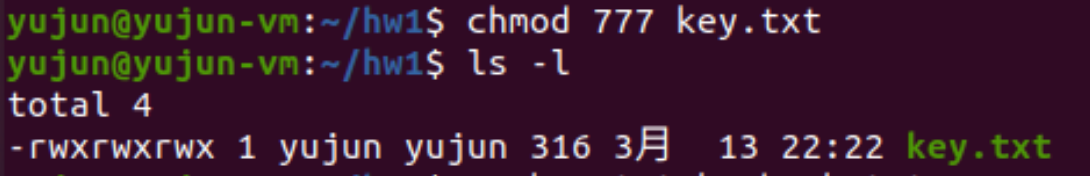 yujun@yujun-vm:~/hw1$ chmod 777 key.txt
yujun@yujun-vm:~/hw1$ ls -l
total 4
-rwxrwxrwx 1 yujun yujun 316 3月  13 22:22 key.txt